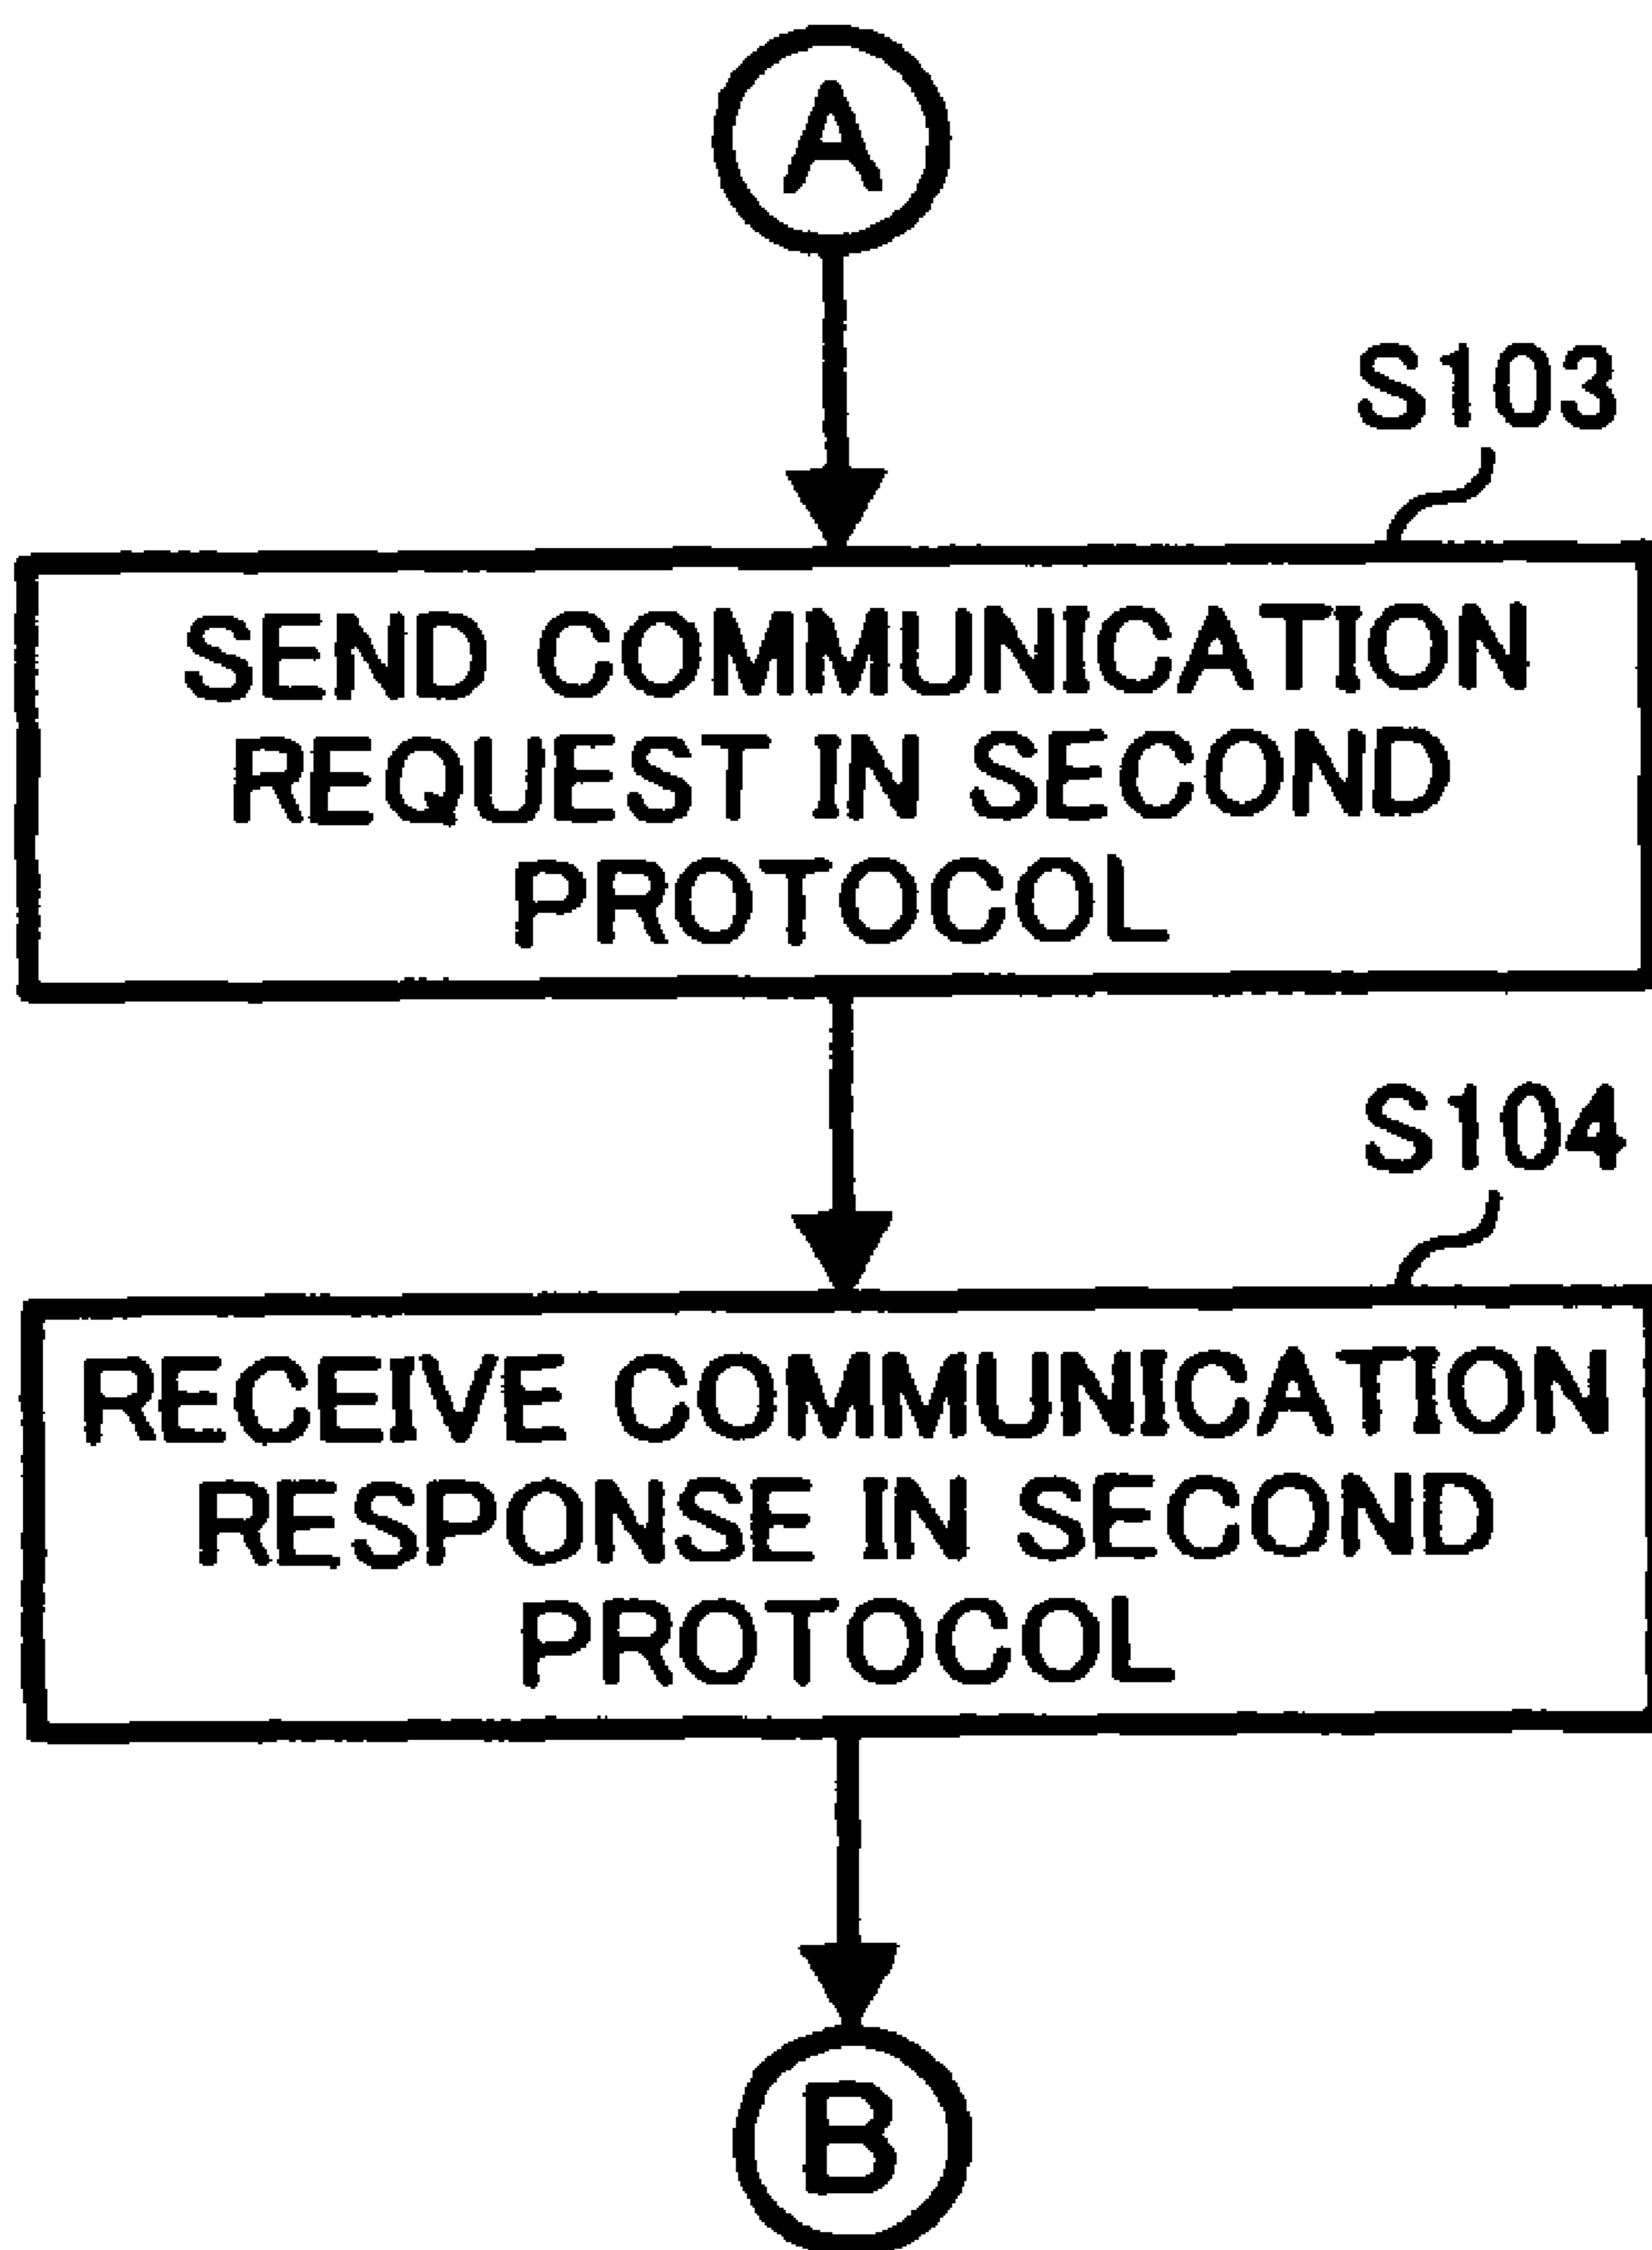 A
S103
SEND COMMUNICATION
REQUEST IN SECOND
PROTOCOL
S104
RECEIVE COMMUNICATION
RESPONSE IN SECOND
PROTOCOL
B